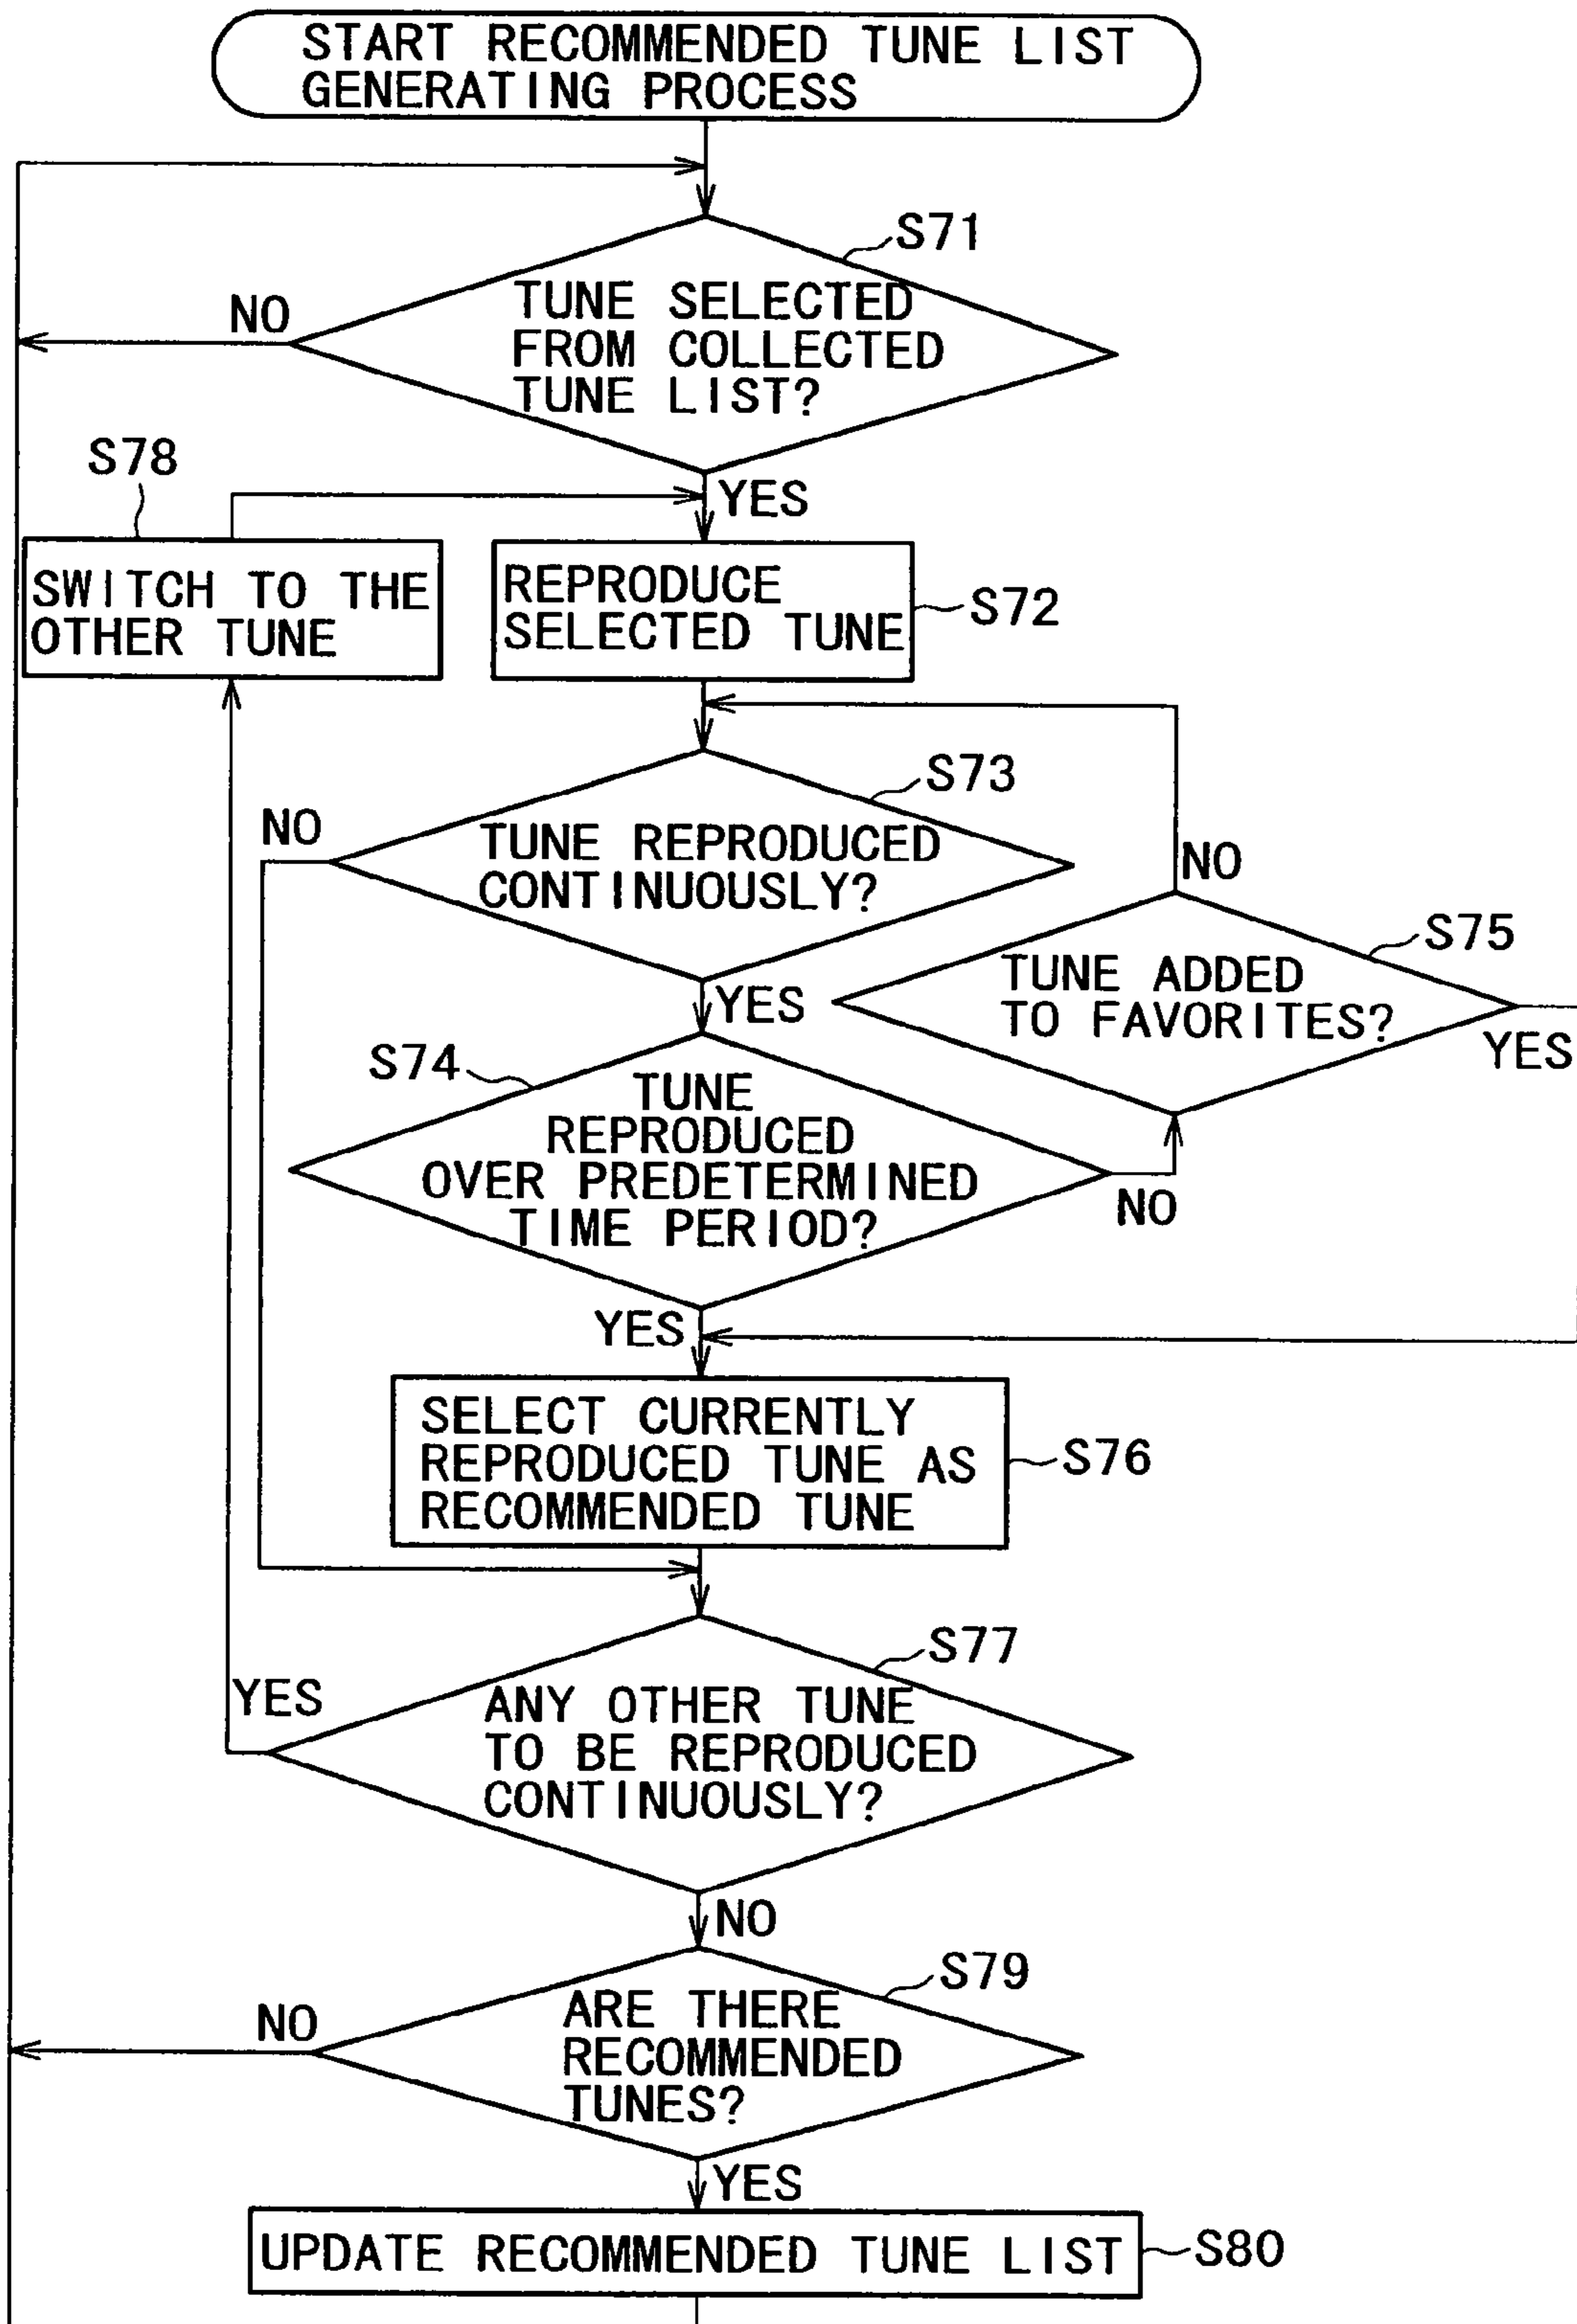 START RECOMMENDED TUNE LIST
GENERATING PROCESS
S71
NO
TUNE SELECTED
FROM COLLECTED
TUNE LIST?
S78
YES
SWITCH TO THE
OTHER TUNE
REPRODUCE
SELECTED TUNE
S72
S73
NO
TUNE REPRODUCED
CONTINUOUSLY?
NO
S75
TUNE ADDED
TO FAVORITES?
YES
YES
S74
TUNE
REPRODUCED
OVER PREDETERMINED
TIME PERIOD?
NO
YES
SELECT CURRENTLY
REPRODUCED TUNE AS
RECOMMENDED TUNE
S76
S77
YES
ANY OTHER TUNE
TO BE REPRODUCED
CONTINUOUSLY?
NO
S79
NO
ARE THERE
RECOMMENDED
TUNES?
YES
UPDATE RECOMMENDED TUNE LIST
S80